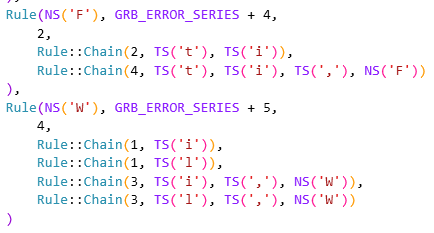 ),
Rule(NS('F'), GRB_ERROR_SERIES + 4,
    2,
    Rule::Chain(2, TS('t'), TS('i')),
    Rule::Chain(4, TS('t'), TS('i'), TS(','), NS('F'))
),
Rule(NS('W'), GRB_ERROR_SERIES + 5,
    4,
    Rule::Chain(1, TS('i')),
    Rule::Chain(1, TS('l')),
    Rule::Chain(3, TS('i'), TS(','), NS('W')),
    Rule::Chain(3, TS('l'), TS(','), NS('W'))
)